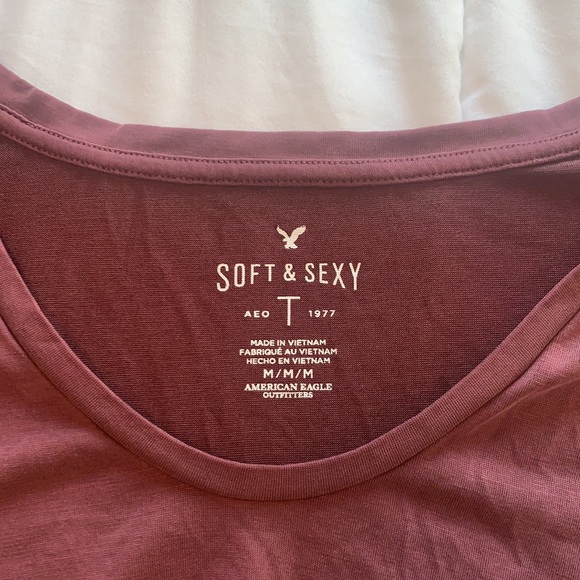 SOFT & SEXY
AEO T 1977
MADE IN VIETNAM
FABRIQUÉ AU VIETNAM
HECHO EN VIETNAM
M/M/M
AMERICAN EAGLE
OUTFITTERS